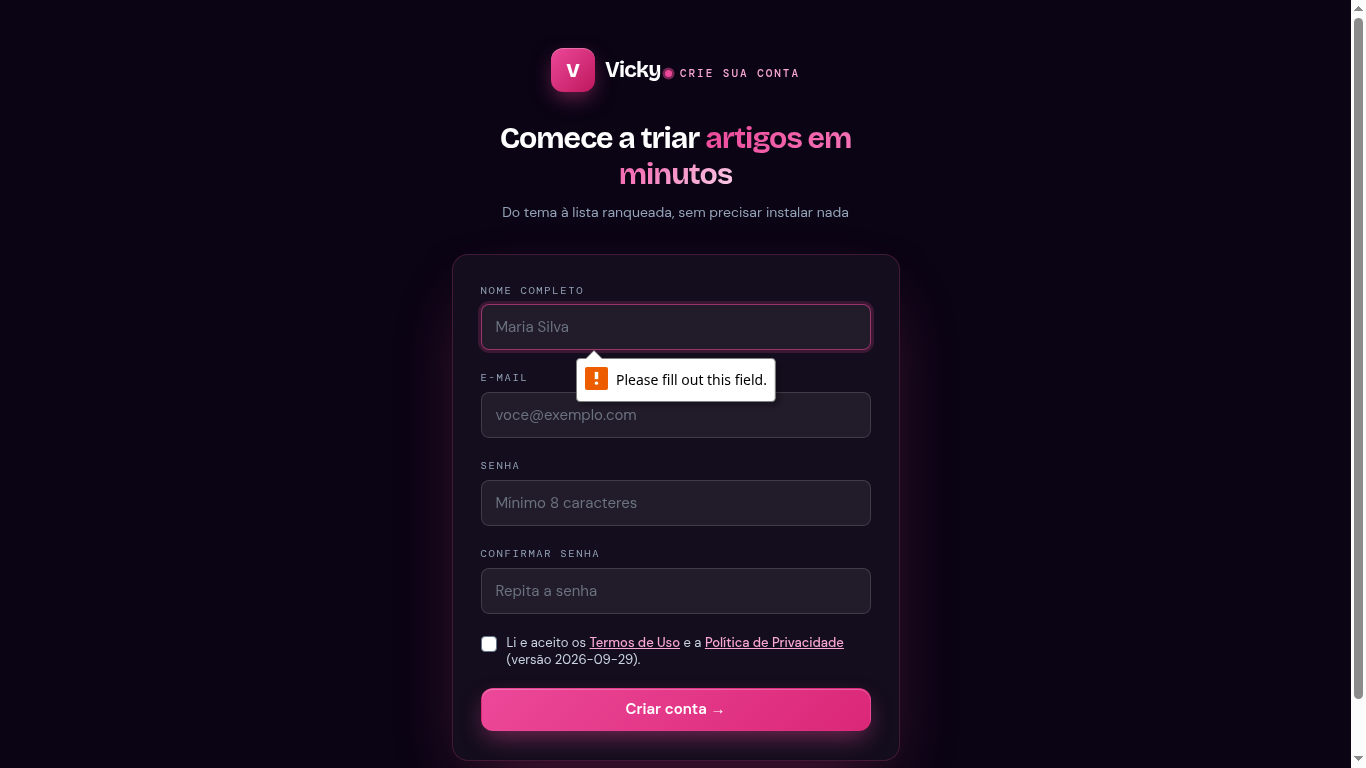 V
Vicky
CRIE SUA CONTA
Comece a triar artigos em
minutos
Do tema à lista ranqueada, sem precisar instalar nada
NOME COMPLETO
Maria Silva
Please fill out this field.
E-MAIL
voce@exemplo.com
SENHA
Mínimo 8 caracteres
CONFIRMAR SENHA
Repita a senha
Li e aceito os Termos de Uso e a Política de Privacidade
(versão 2026-09-29).
Criar conta →